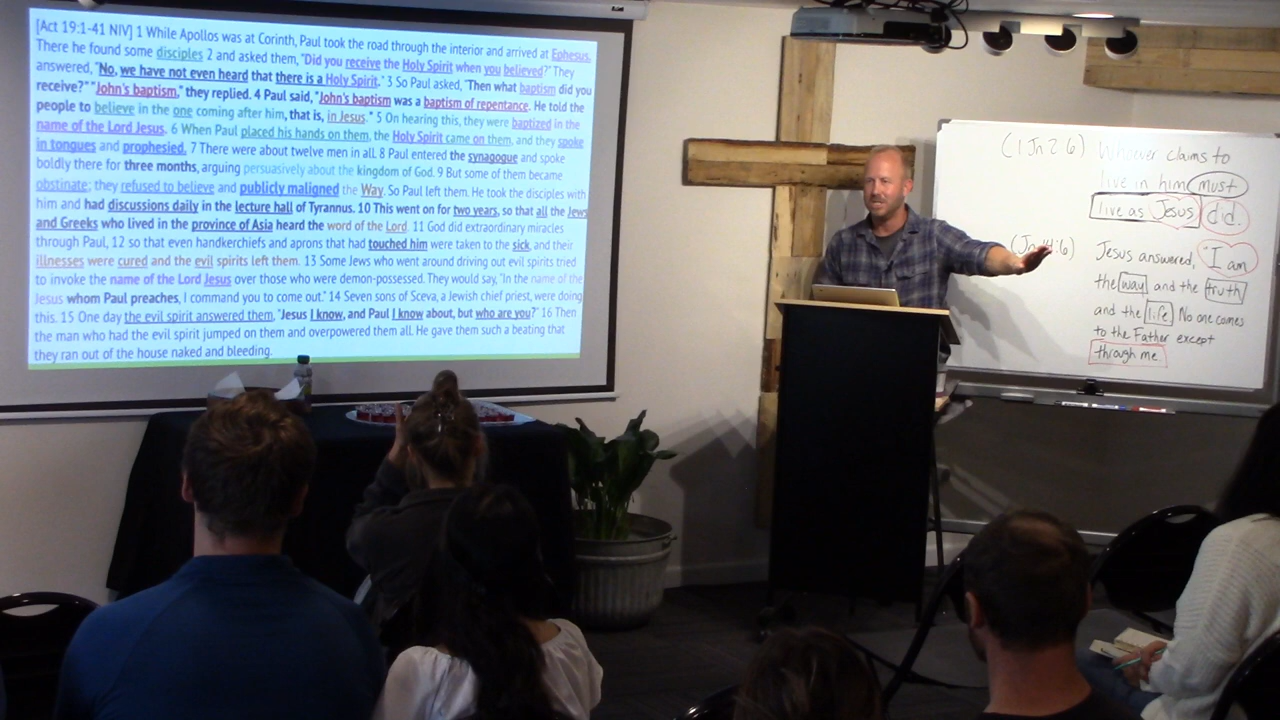 [Act 19:1-41 NIV] 1 While Apollos was at Corinth, Paul took the road through the interior and arrived at Ephesus.
There he found some disciples 2 and asked them, "Did you receive the Holy Spirit when you believed?" They
answered, "No, we have not even heard that there is a Holy Spirit." 3 So Paul asked, "Then what baptism did you
receive?" "John's baptism," they replied. 4 Paul said, "John's baptism was a baptism of repentance. He told the
people to believe in the one coming after him, that is, in Jesus." 5 On hearing this, they were baptized in the
name of the Lord Jesus. 6 When Paul placed his hands on them, the Holy Spirit came on them, and they spoke
in tongues and prophesied. 7 There were about twelve men in all. 8 Paul entered the synagogue and spoke
boldly there for three months, arguing persuasively about the kingdom of God. 9 But some of them became
obstinate; they refused to believe and publicly maligned the Way. So Paul left them. He took the disciples with
him and had discussions daily in the lecture hall of Tyrannus. 10 This went on for two years, so that all the Jews
and Greeks who lived in the province of Asia heard the word of the Lord. 11 God did extraordinary miracles
through Paul, 12 so that even handkerchiefs and aprons that had touched him were taken to the sick, and their
illnesses were cured and the evil spirits left them. 13 Some Jews who went around driving out evil spirits tried
to invoke the name of the Lord Jesus over those who were demon-possessed. They would say, "In the name of the
Jesus whom Paul preaches, I command you to come out." 14 Seven sons of Sceva, a Jewish chief priest, were doing
this. 15 One day the evil spirit answered them, "Jesus I know, and Paul I know about, but who are you?" 16 Then
the man who had the evil spirit jumped on them and overpowered them all. He gave them such a beating that
they ran out of the house naked and bleeding.
(1 Jn 2:6) Whoever claims to
live in him must
live as Jesus did.
(Jn 14:6) Jesus answered, "I am
the way and the truth
and the life. No one comes
to the Father except
through me.